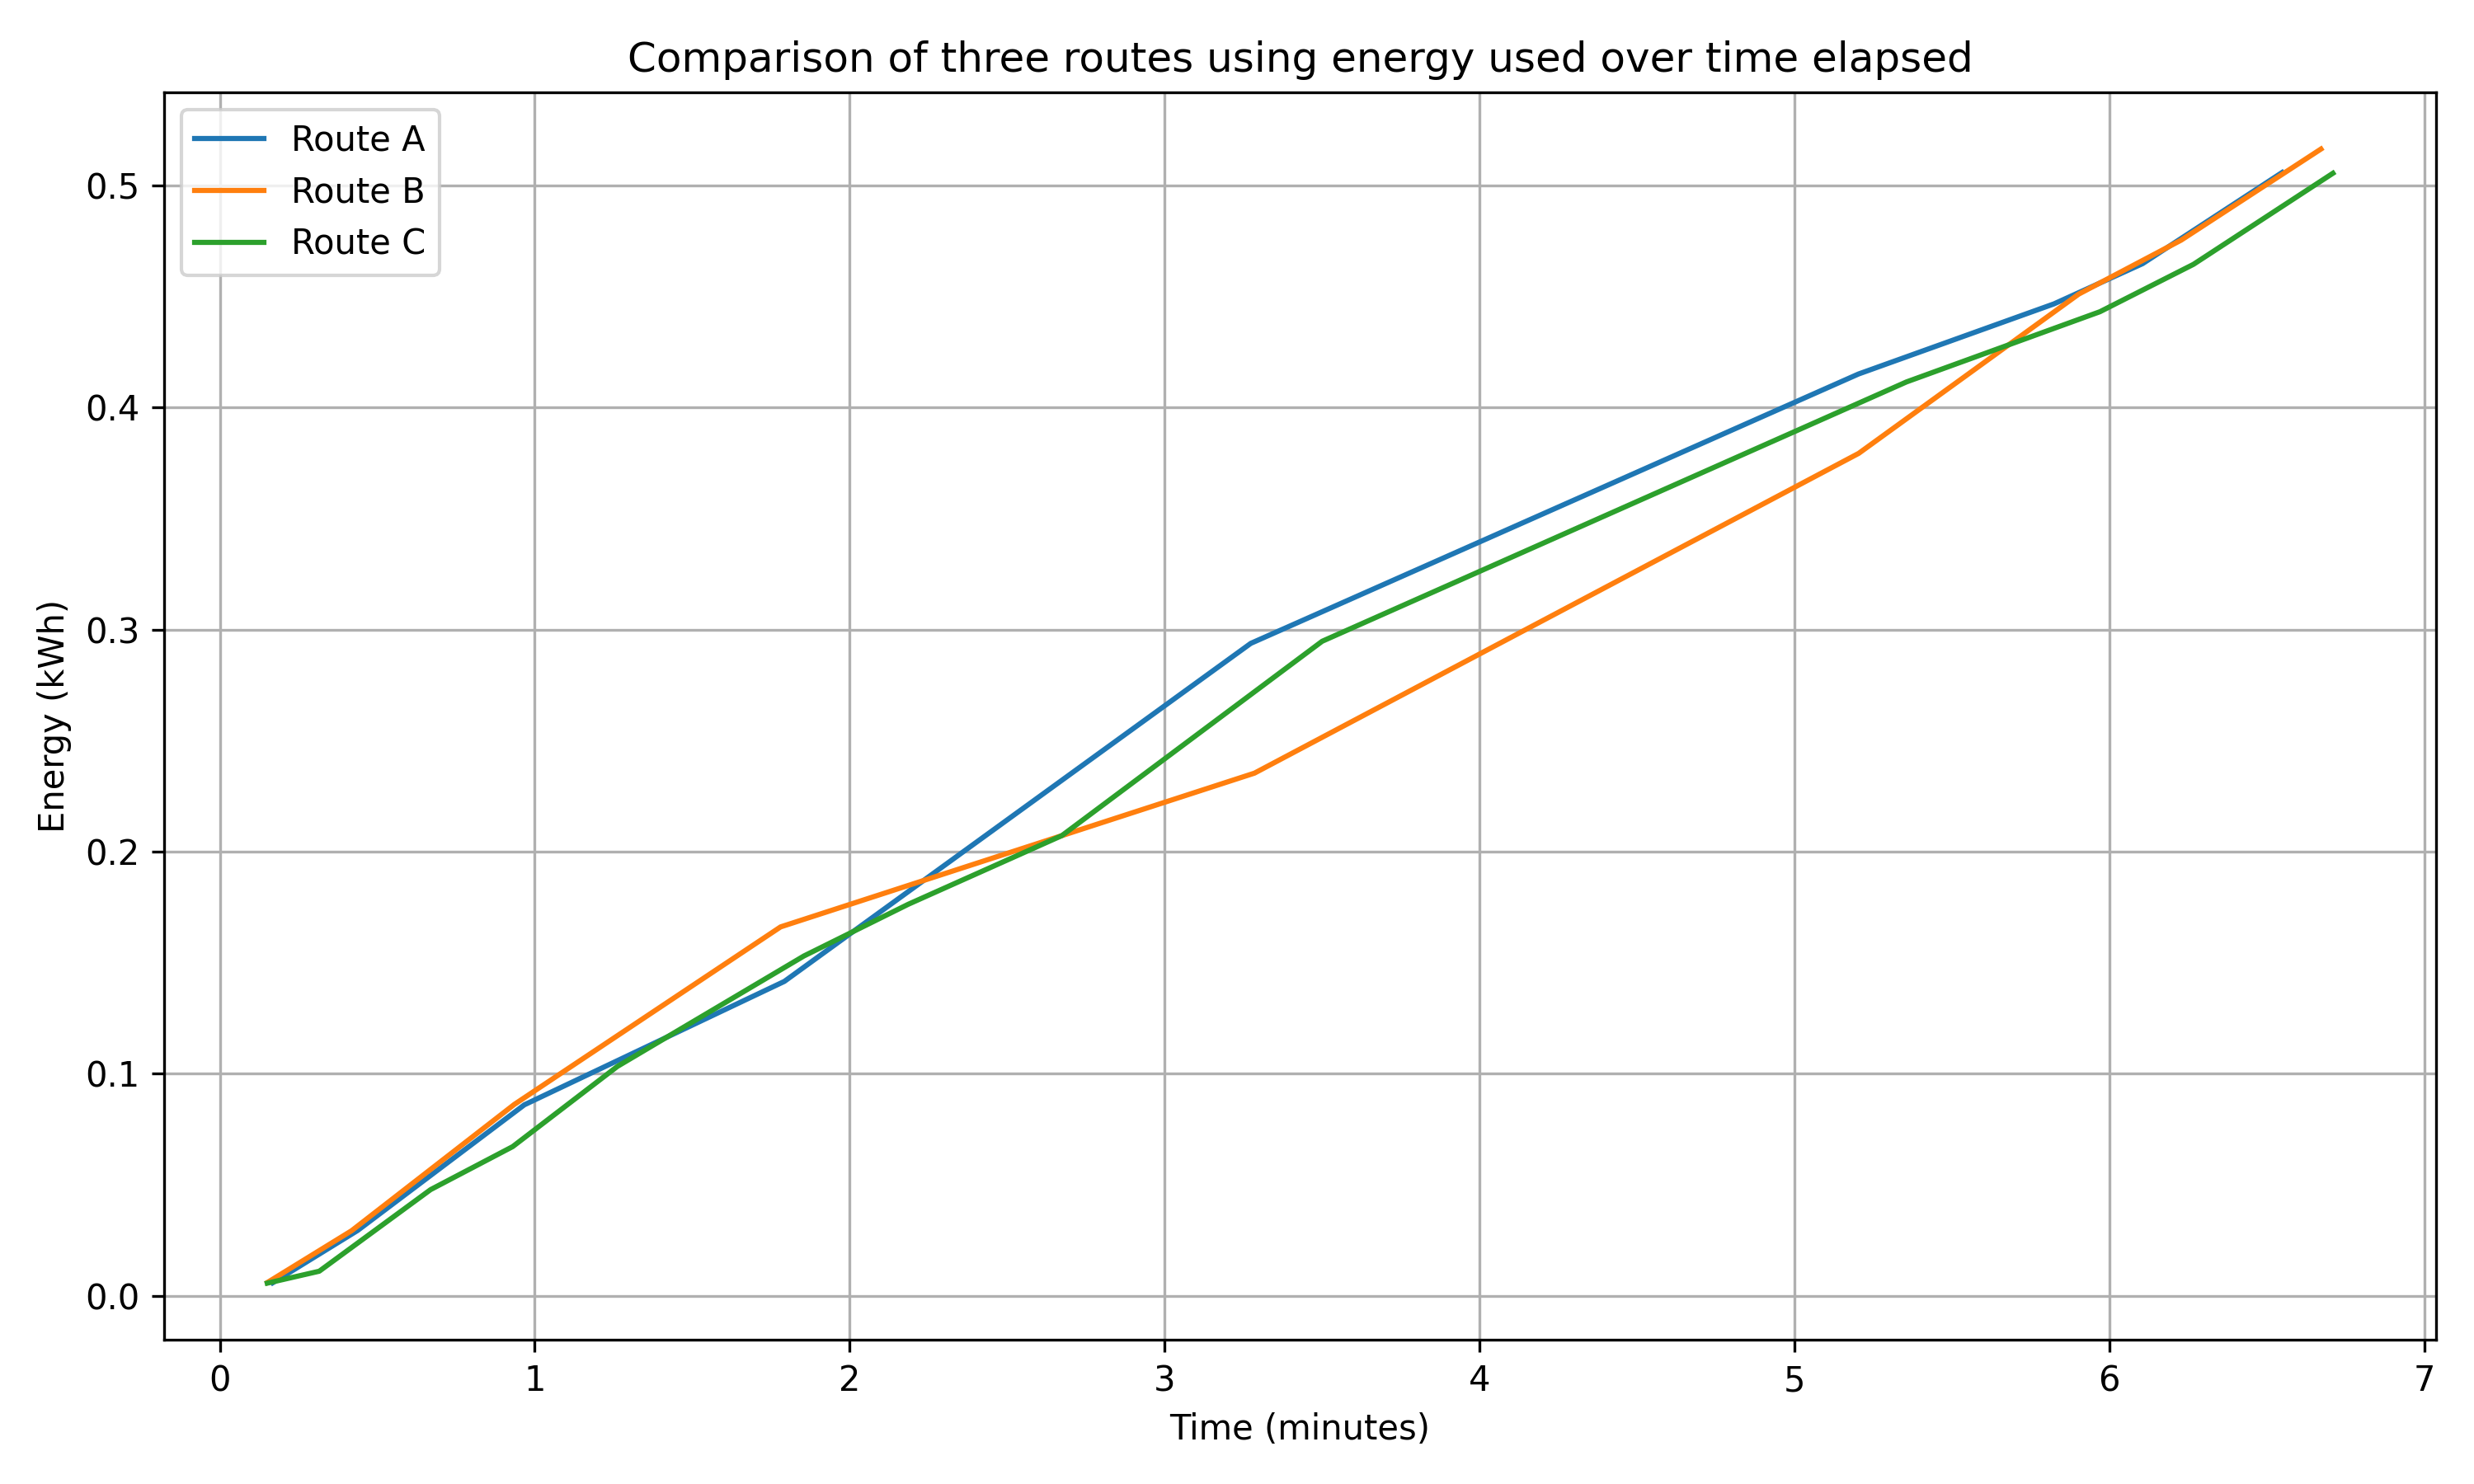 Comparison of three routes using energy used over time elapsed
Route A
Route B
Route C
0.5
0.4
0.3
0.2
0.1
0.0
Energy (kWh)
0 1 2 3 4 5 6 7
Time (minutes)